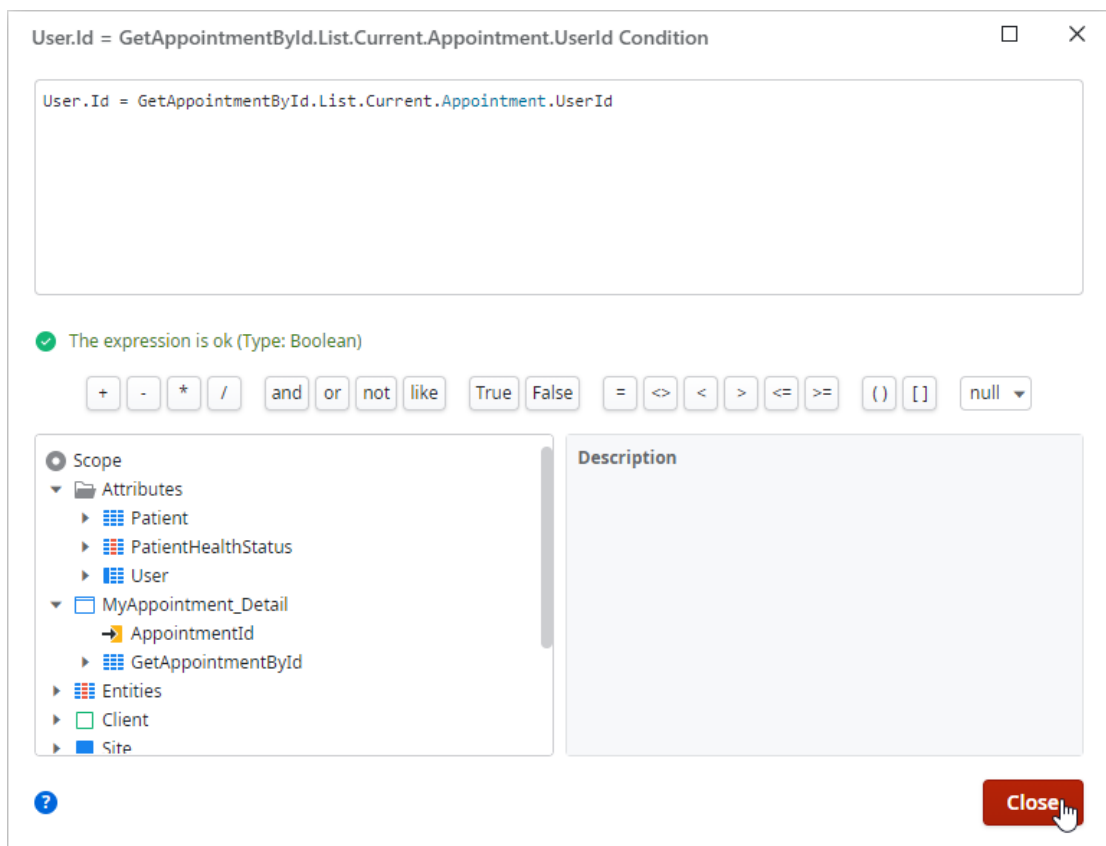 User.Id = GetAppointmentById.List.Current.Appointment.UserId Condition
User.Id = GetAppointmentById.List.Current.Appointment.UserId
The expression is ok (Type: Boolean)
+ - * / and or not like True False = <> < > <= >= () [] null
Scope
Attributes
Patient
PatientHealthStatus
User
MyAppointment_Detail
AppointmentId
GetAppointmentById
Entities
Client
Site
Description
?
Close